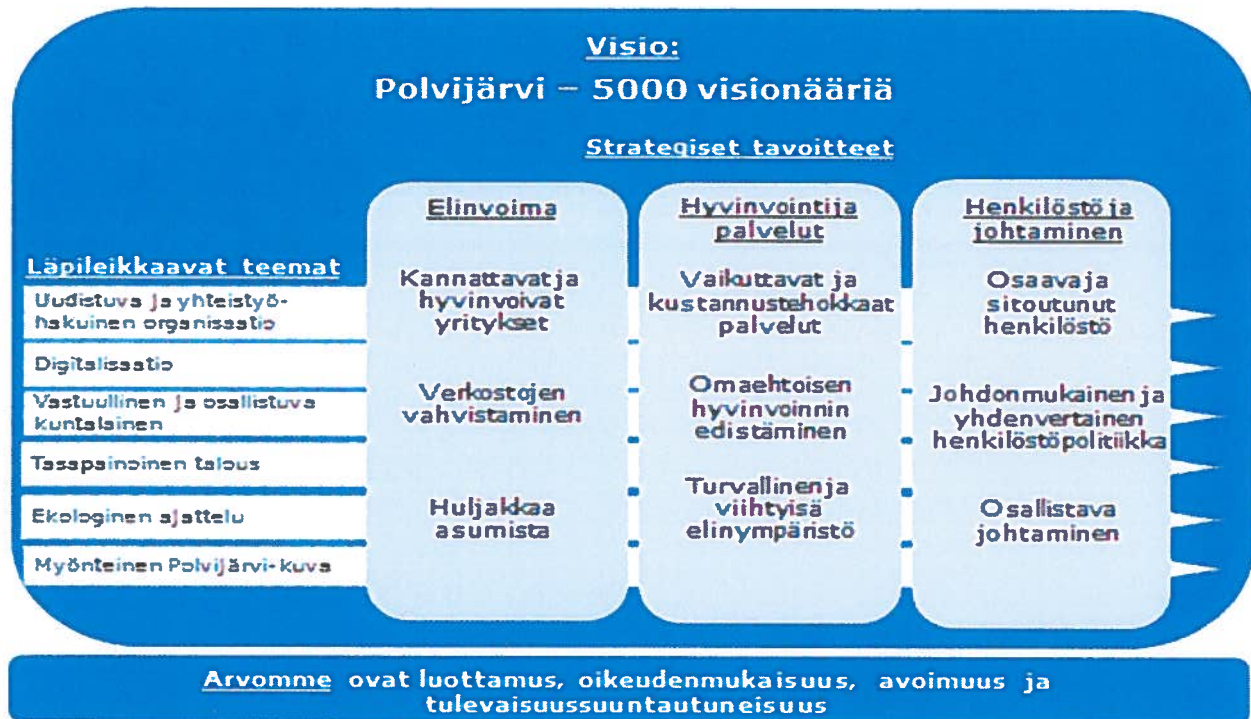 Visio:
Polvijärvi – 5000 visionääriä
Strategiset tavoitteet
Läpileikkaavat teemat
Uudistuva ja yhteistyö-
hakuinen organisaatio
Digitalisaatio
Vastuullinen ja osallistuva
kuntalainen
Tasapainoinen talous
Ekologinen ajattelu
Myönteinen Polvijärvi-kuva
Elinvoima
Kannattavat ja
hyvinvoivat
yritykset
Verkostojen
vahvistaminen
Huljakkaa
asumista
Hyvinvointi ja
palvelut
Vaikuttavat ja
kustannustehokkaat
palvelut
Omaehtoisen
hyvinvoinnin
edistäminen
Turvallinen ja
viihtyisä
elinympäristö
Henkilöstö ja
johtaminen
Osaava ja
sitoutunut
henkilöstö
Johdonmukainen ja
yhdenvertainen
henkilöstöpolitiikka
Osallistava
johtaminen
Arvomme ovat luottamus, oikeudenmukaisuus, avoimuus ja
tulevaisuussuuntautuneisuus